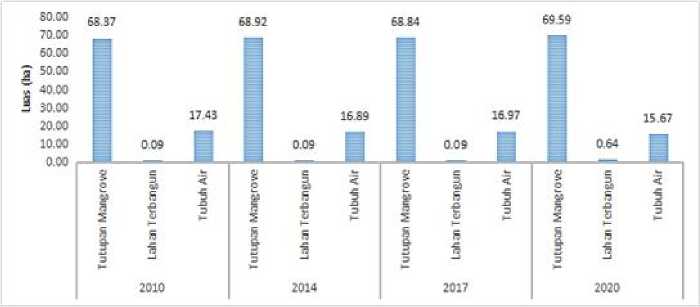 Luas (ha)
80.00
70.00
60.00
50.00
40.00
30.00
20.00
10.00
0.00
68.37
0.09
17.43
68.92
0.09
16.89
68.84
0.09
16.97
69.59
0.64
15.67
Tutupan Mangrove
Lahan Terbangun
Tubuh Air
Tutupan Mangrove
Lahan Terbangun
Tubuh Air
Tutupan Mangrove
Lahan Terbangun
Tubuh Air
Tutupan Mangrove
Lahan Terbangun
Tubuh Air
2010
2014
2017
2020